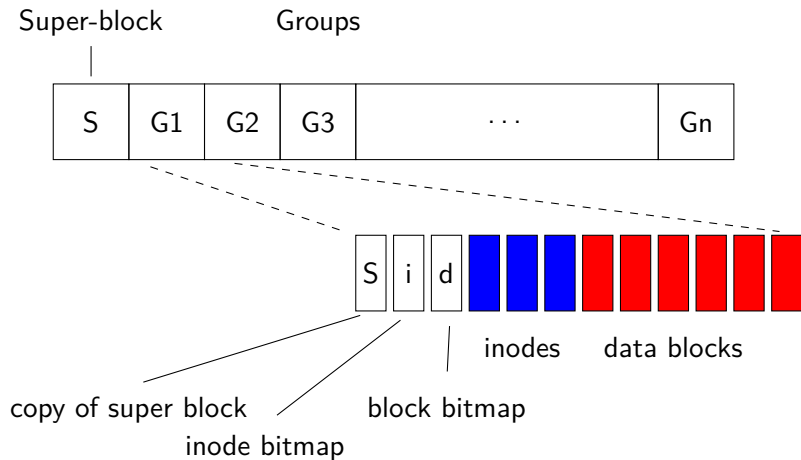 Super-block Groups
S G1 G2 G3 ... Gn
S i d
inodes data blocks
copy of super block block bitmap
inode bitmap